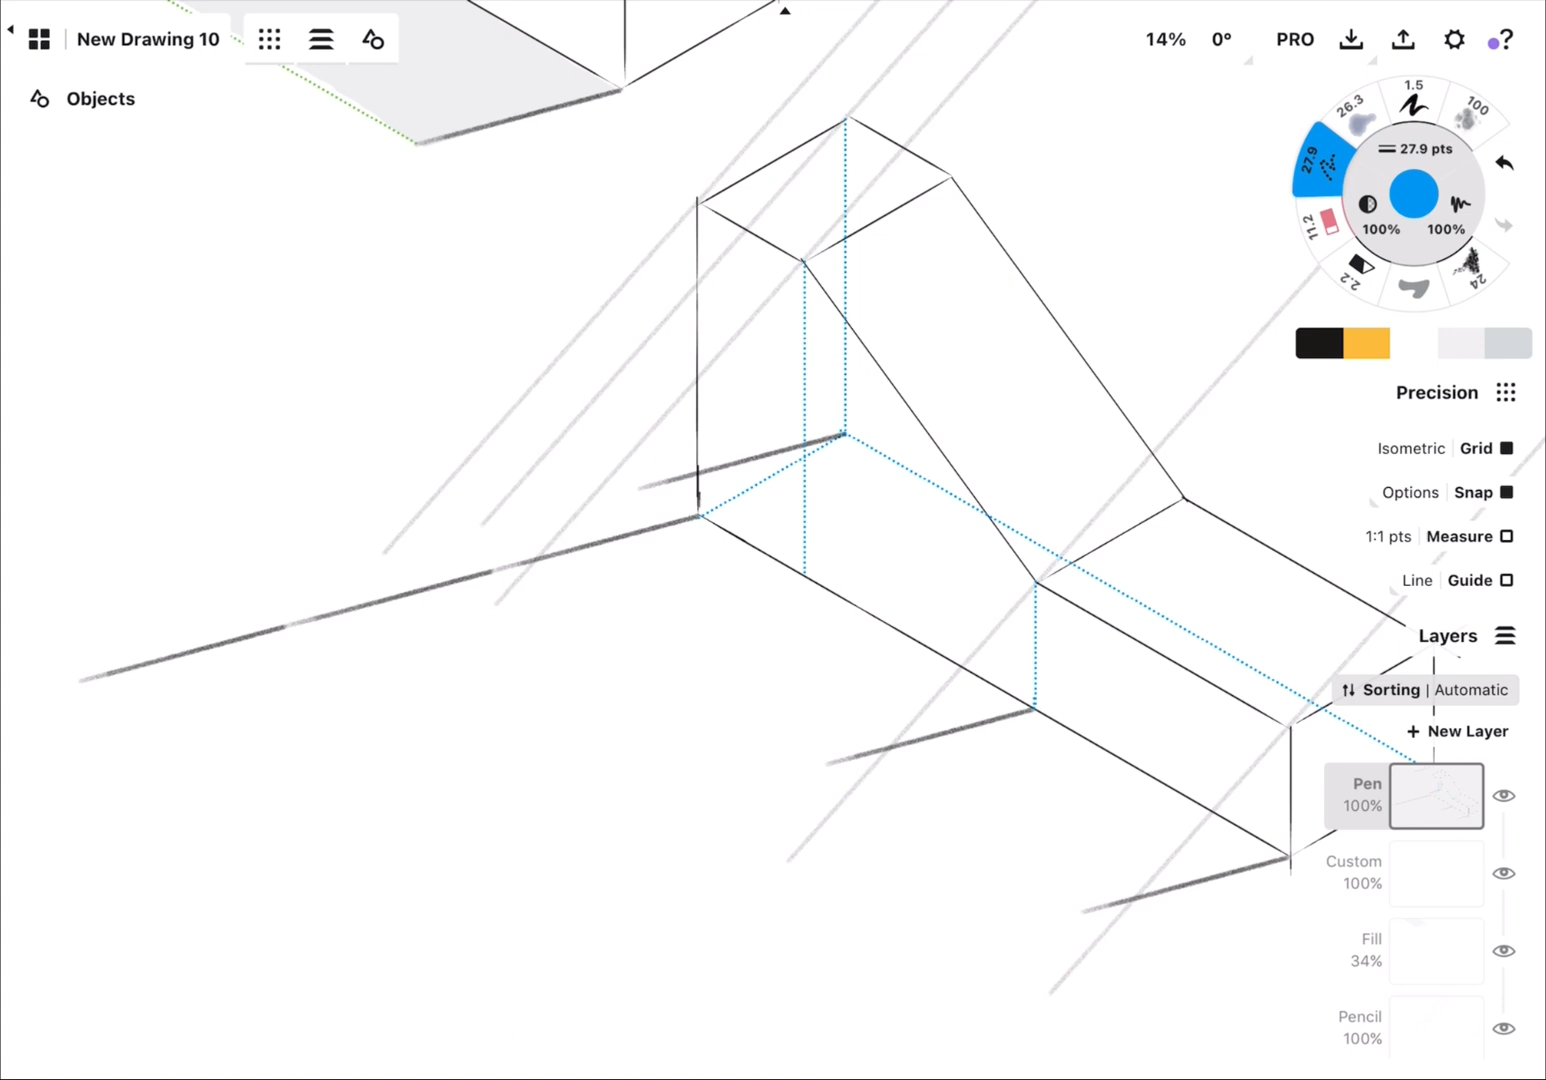 New Drawing 10
14% 0° PRO ?
Objects
1.5
26.3
100
27.9
27.9 pts
11.2
100% 100%
2.2
24
Precision
Isometric Grid
Options Snap
1:1 pts Measure
Line Guide
Layers
Sorting | Automatic
+ New Layer
Pen
100%
Custom
100%
Fill
34%
Pencil
100%